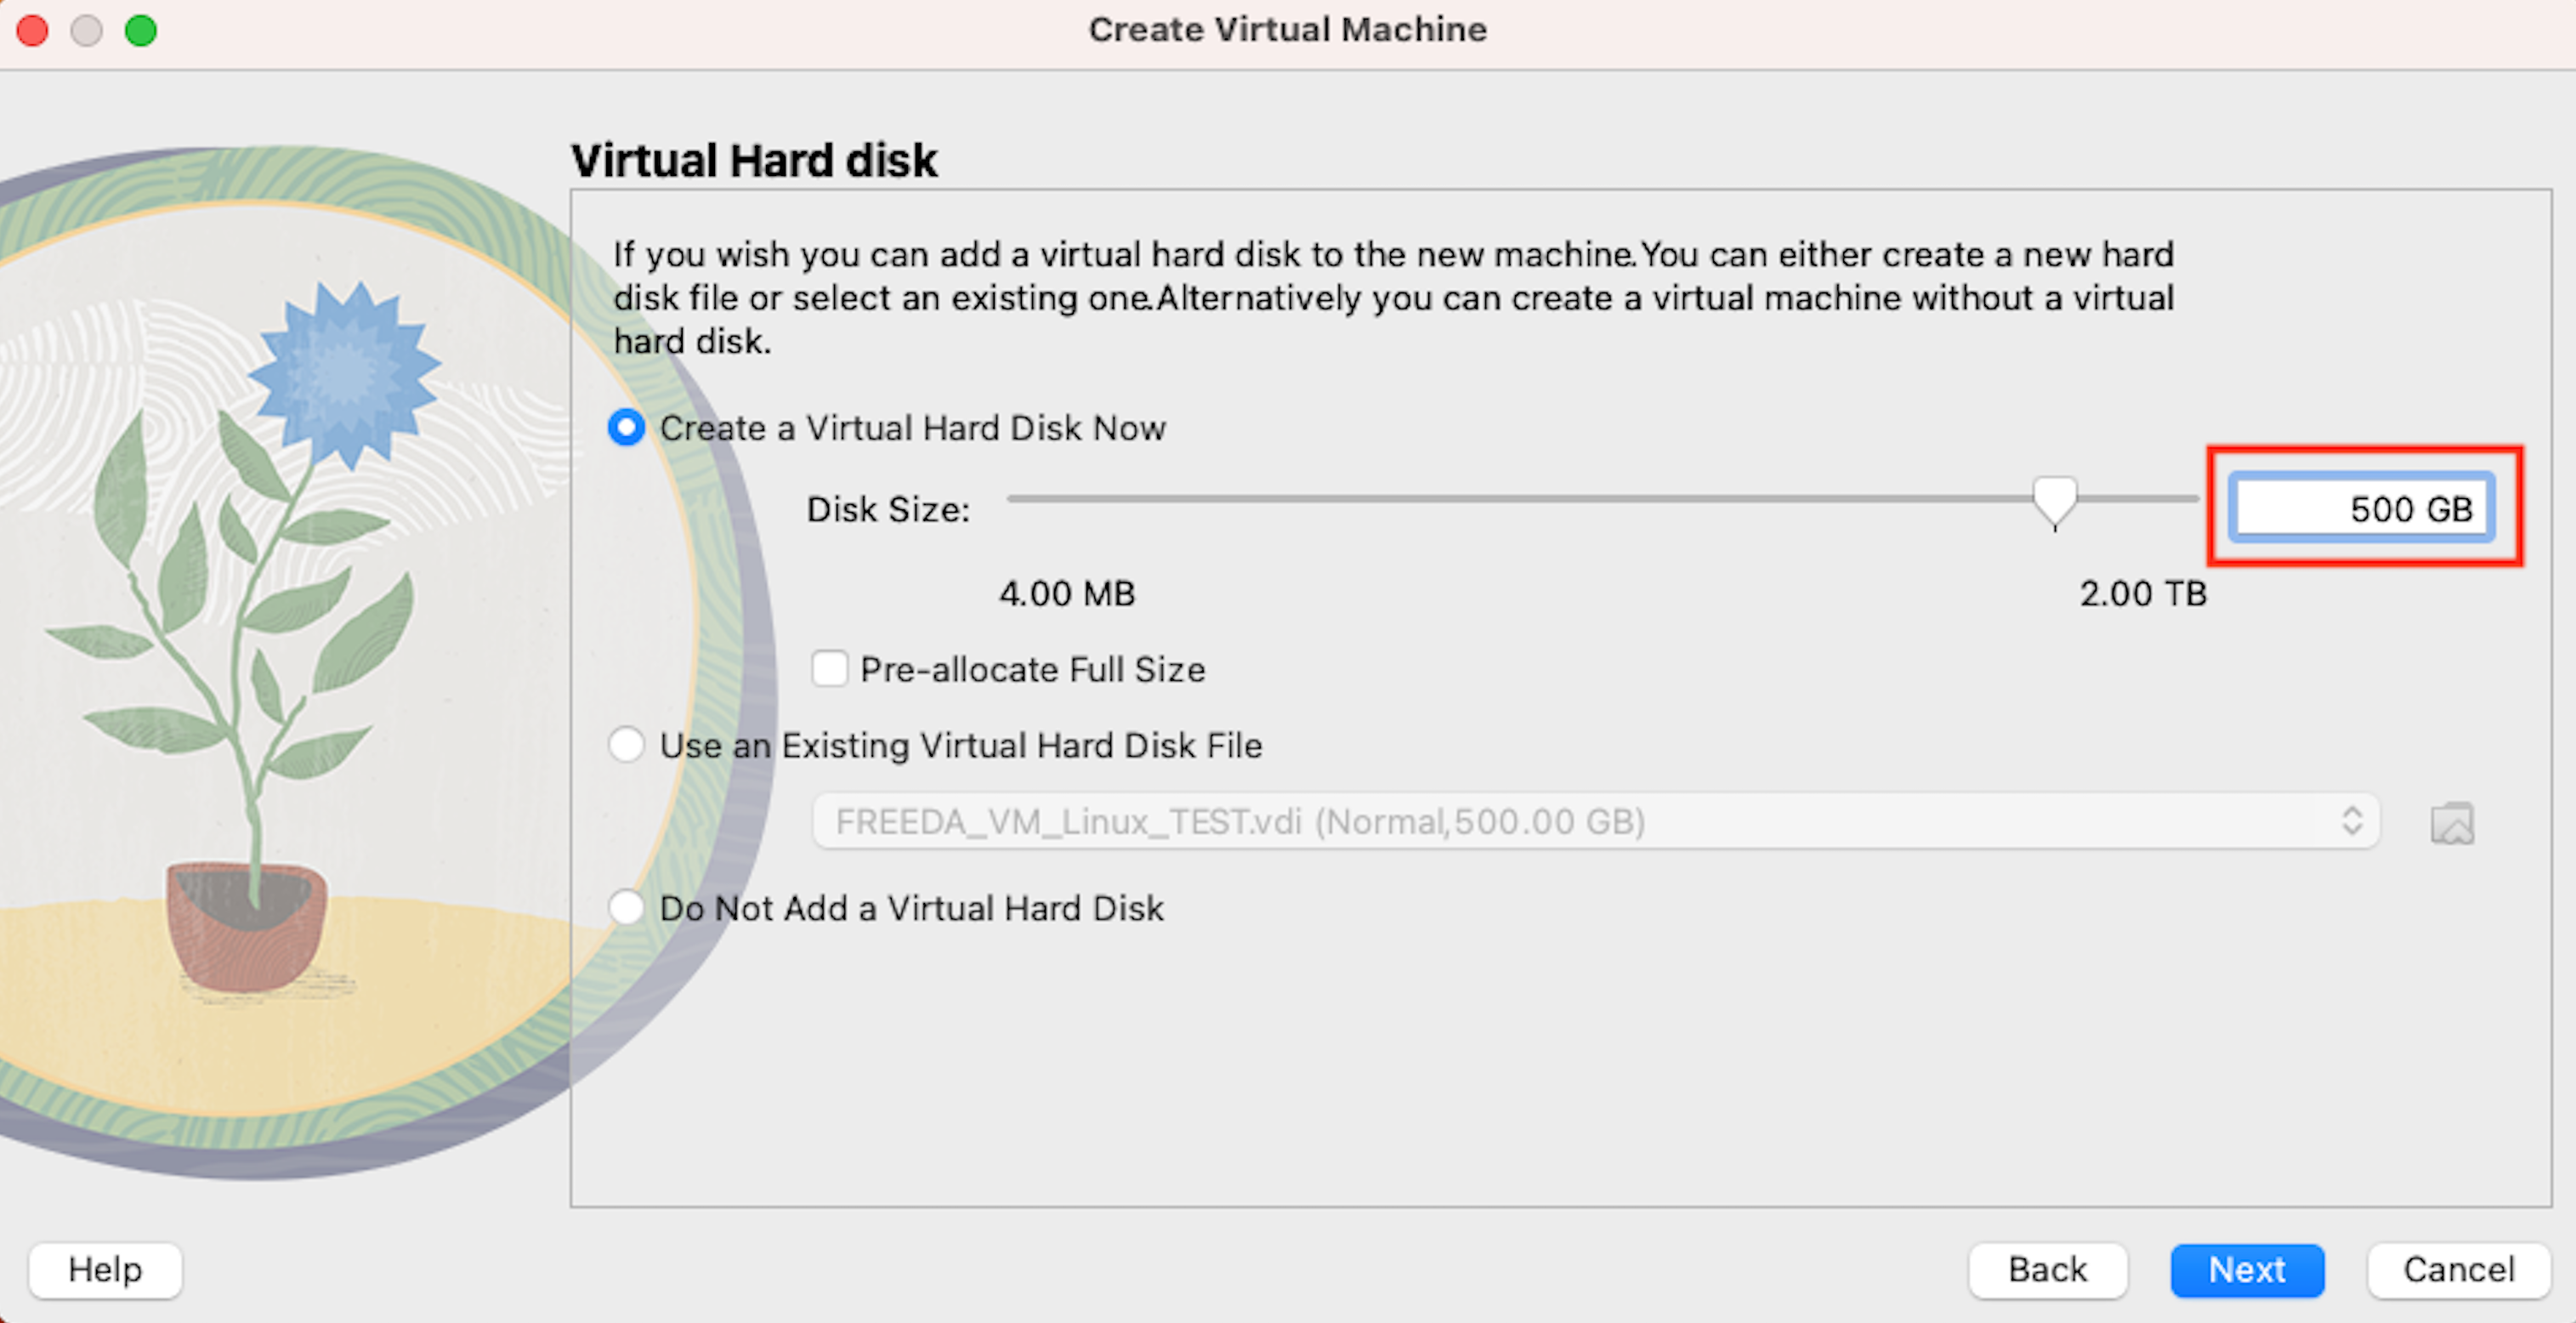 Create Virtual Machine
Virtual Hard disk
If you wish you can add a virtual hard disk to the new machine. You can either create a new hard
disk file or select an existing one. Alternatively you can create a virtual machine without a virtual
hard disk.
Create a Virtual Hard Disk Now
Disk Size:
500 GB
4.00 MB
2.00 TB
Pre-allocate Full Size
Use an Existing Virtual Hard Disk File
FREEDA_VM_Linux_TEST.vdi (Normal,500.00 GB)
Do Not Add a Virtual Hard Disk
Help
Back
Next
Cancel